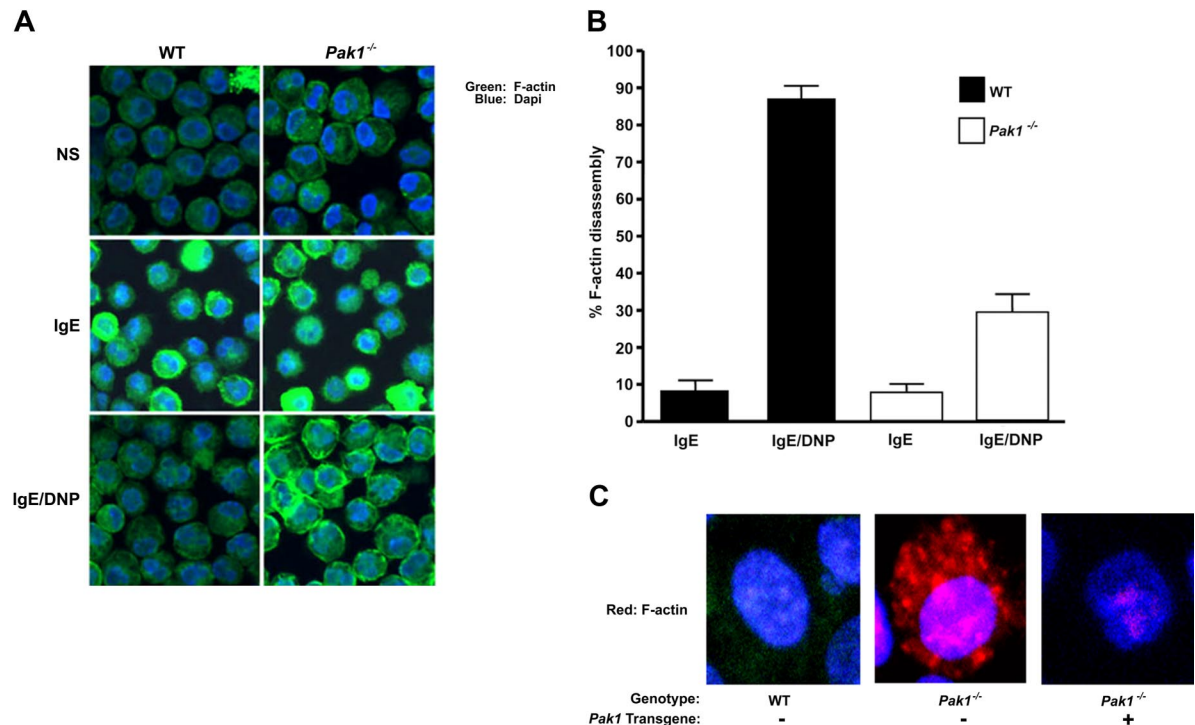 A
WT Pak1-/-
Green: F-actin
Blue: Dapi
NS
IgE
IgE/DNP
B
100
90
80
70
60
50
40
30
20
10
0
% F-actin disassembly
WT
Pak1-/-
IgE IgE/DNP IgE IgE/DNP
C
Red: F-actin
Genotype: WT Pak1-/- Pak1-/-
Pak1 Transgene: - - +